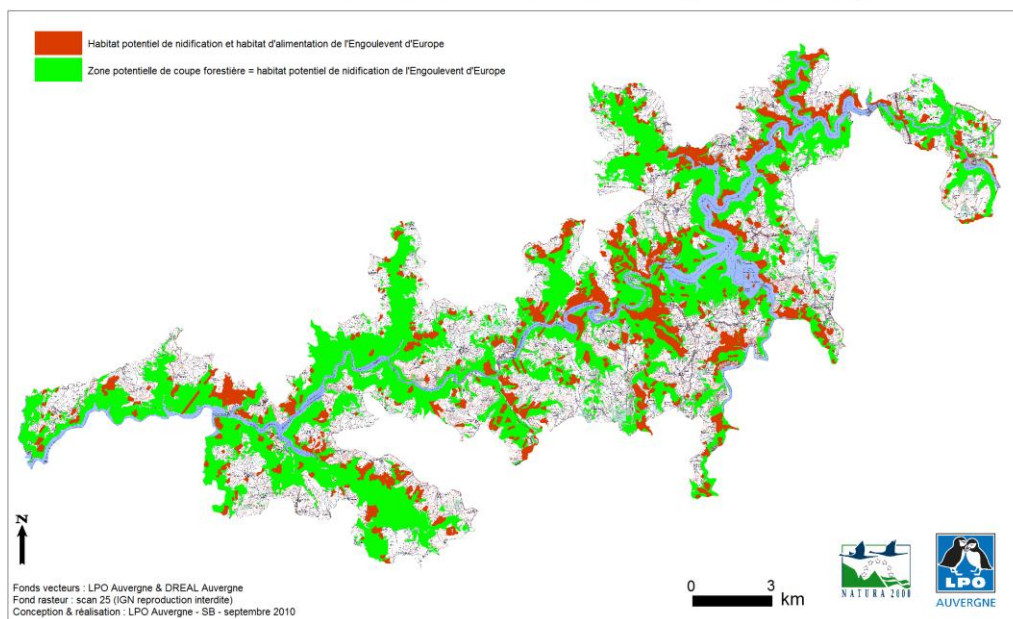 Habitat potentiel de nidification et habitat d'alimentation de l'Engoulevent d'Europe
Zone potentielle de coupe forestière = habitat potentiel de nidification de l'Engoulevent d'Europe
N
Fonds vecteurs : LPO Auvergne & DREAL Auvergne
Fond rasteur : scan 25 (IGN reproduction interdite)
Conception & réalisation : LPO Auvergne - SB - septembre 2010
0 3
km
NATURA 2000
LPO
AUVERGNE